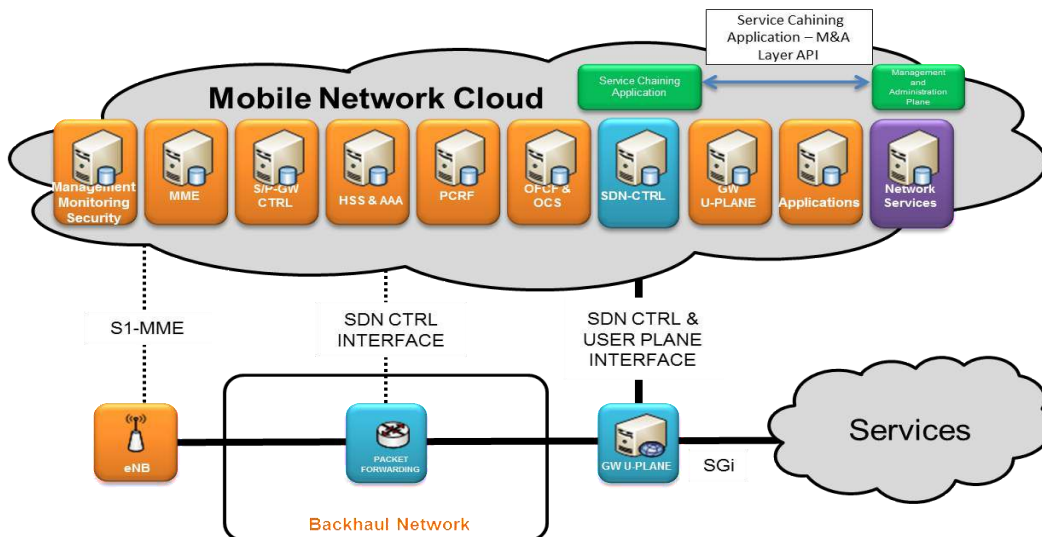 Service Cahining
Application – M&A
Layer API
Service Chaining
Application
Management
and
Administration
Plane
Mobile Network Cloud
Management
Monitoring
Security
MME
S/P-GW
CTRL
HSS & AAA
PCRF
OFCF &
OCS
SDN-CTRL
GW
U-PLANE
Applications
Network
Services
S1-MME
SDN CTRL
INTERFACE
SDN CTRL &
USER PLANE
INTERFACE
eNB
PACKET
FORWARDING
GW U-PLANE
SGi
Services
Backhaul Network